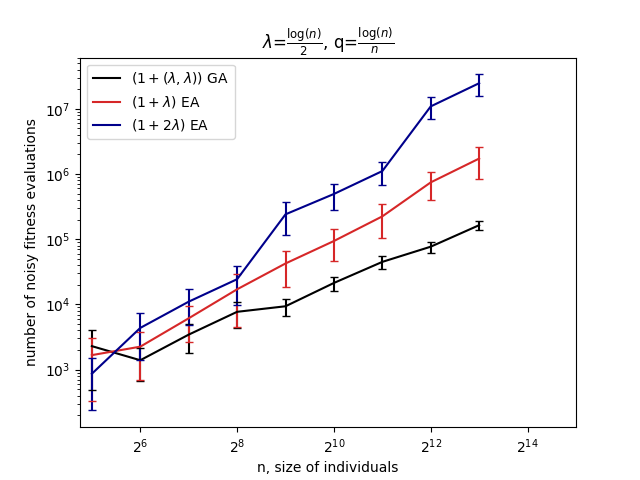 λ=log(n)/2, q=log(n)/n
(1 + (λ, λ)) GA
(1 + λ) EA
(1 + 2λ) EA
number of noisy fitness evaluations
10⁷
10⁶
10⁵
10⁴
10³
2⁶ 2⁸ 2¹⁰ 2¹² 2¹⁴
n, size of individuals